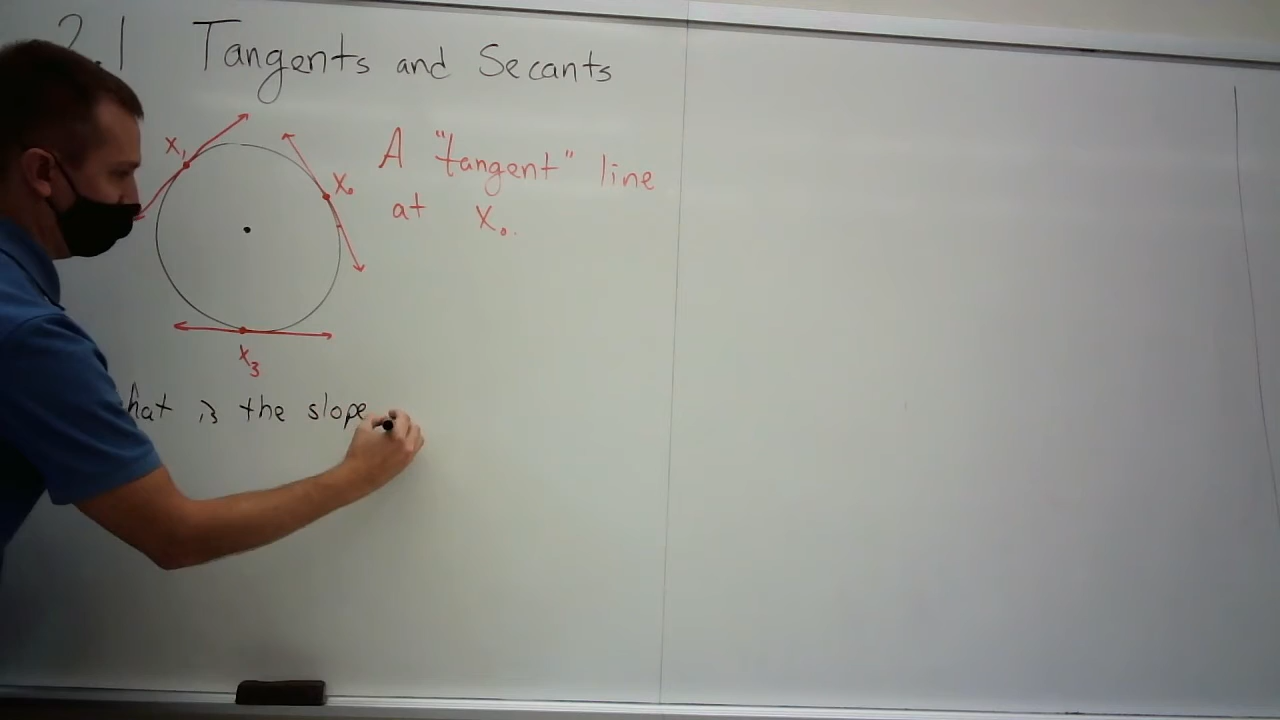 2.1 Tangents and Secants
x₁
x₀
A "tangent" line
at x₀.
x₃
hat is the slope